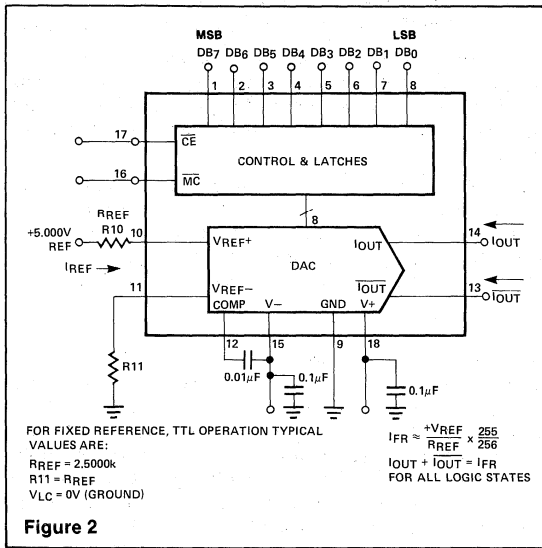 MSB LSB
DB7 DB6 DB5 DB4 DB3 DB2 DB1 DB0
1 2 3 4 5 6 7 8
17 CE
CONTROL & LATCHES
16 MC
8
RREF
R10
+5.000V
REF
10
VREF+
IOUT
14
IOUT
IREF
DAC
11
VREF-
IOUT
13
IOUT
COMP V- GND V+
12 15 9 18
0.01µF
0.1µF
0.1µF
R11
FOR FIXED REFERENCE, TTL OPERATION TYPICAL
VALUES ARE:
RREF = 2.5000k
R11 = RREF
VLC = 0V (GROUND)
IFR ≈ +VREF/RREF x 255/256
IOUT + IOUT = IFR
FOR ALL LOGIC STATES
Figure 2